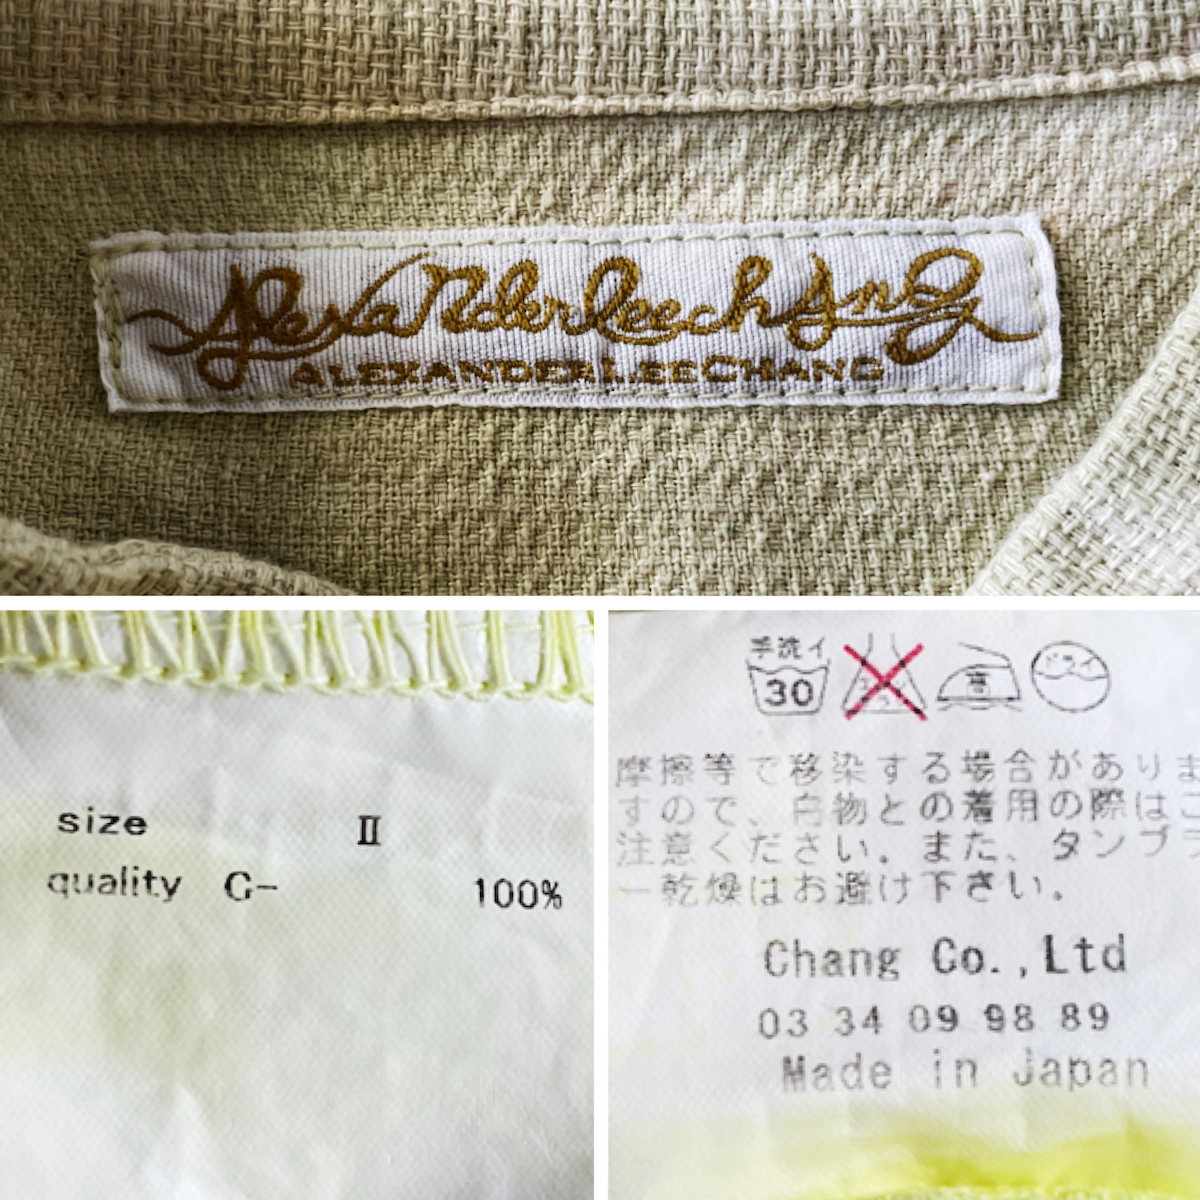 AlexanderleechAng
ALEXANDERLEECHANG
size II
quality C- 100%
手洗イ
30
高
ドライ
摩擦等で移染する場合がありま
すので、白物との着用の際はご
注意ください。また、タンブラ
ー乾燥はお避け下さい。
Chang Co.,Ltd
03 34 09 98 89
Made in Japan